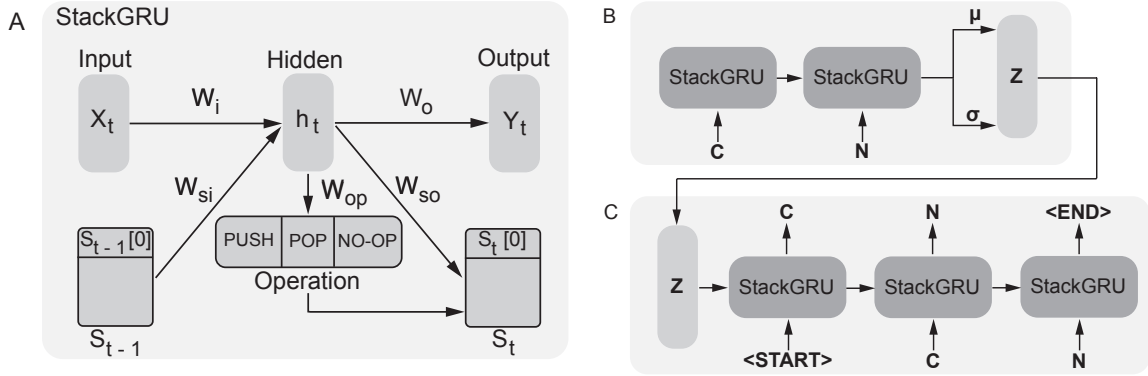 A
StackGRU
Input
Hidden
Output
X_t
W_i
h_t
W_o
Y_t
W_si
W_op
W_so
S_t - 1 [0]
PUSH
POP
NO-OP
S_t [0]
Operation
S_t - 1
S_t
B
StackGRU
StackGRU
μ
Z
σ
C
N
C
C
N
<END>
Z
StackGRU
StackGRU
StackGRU
<START>
C
N